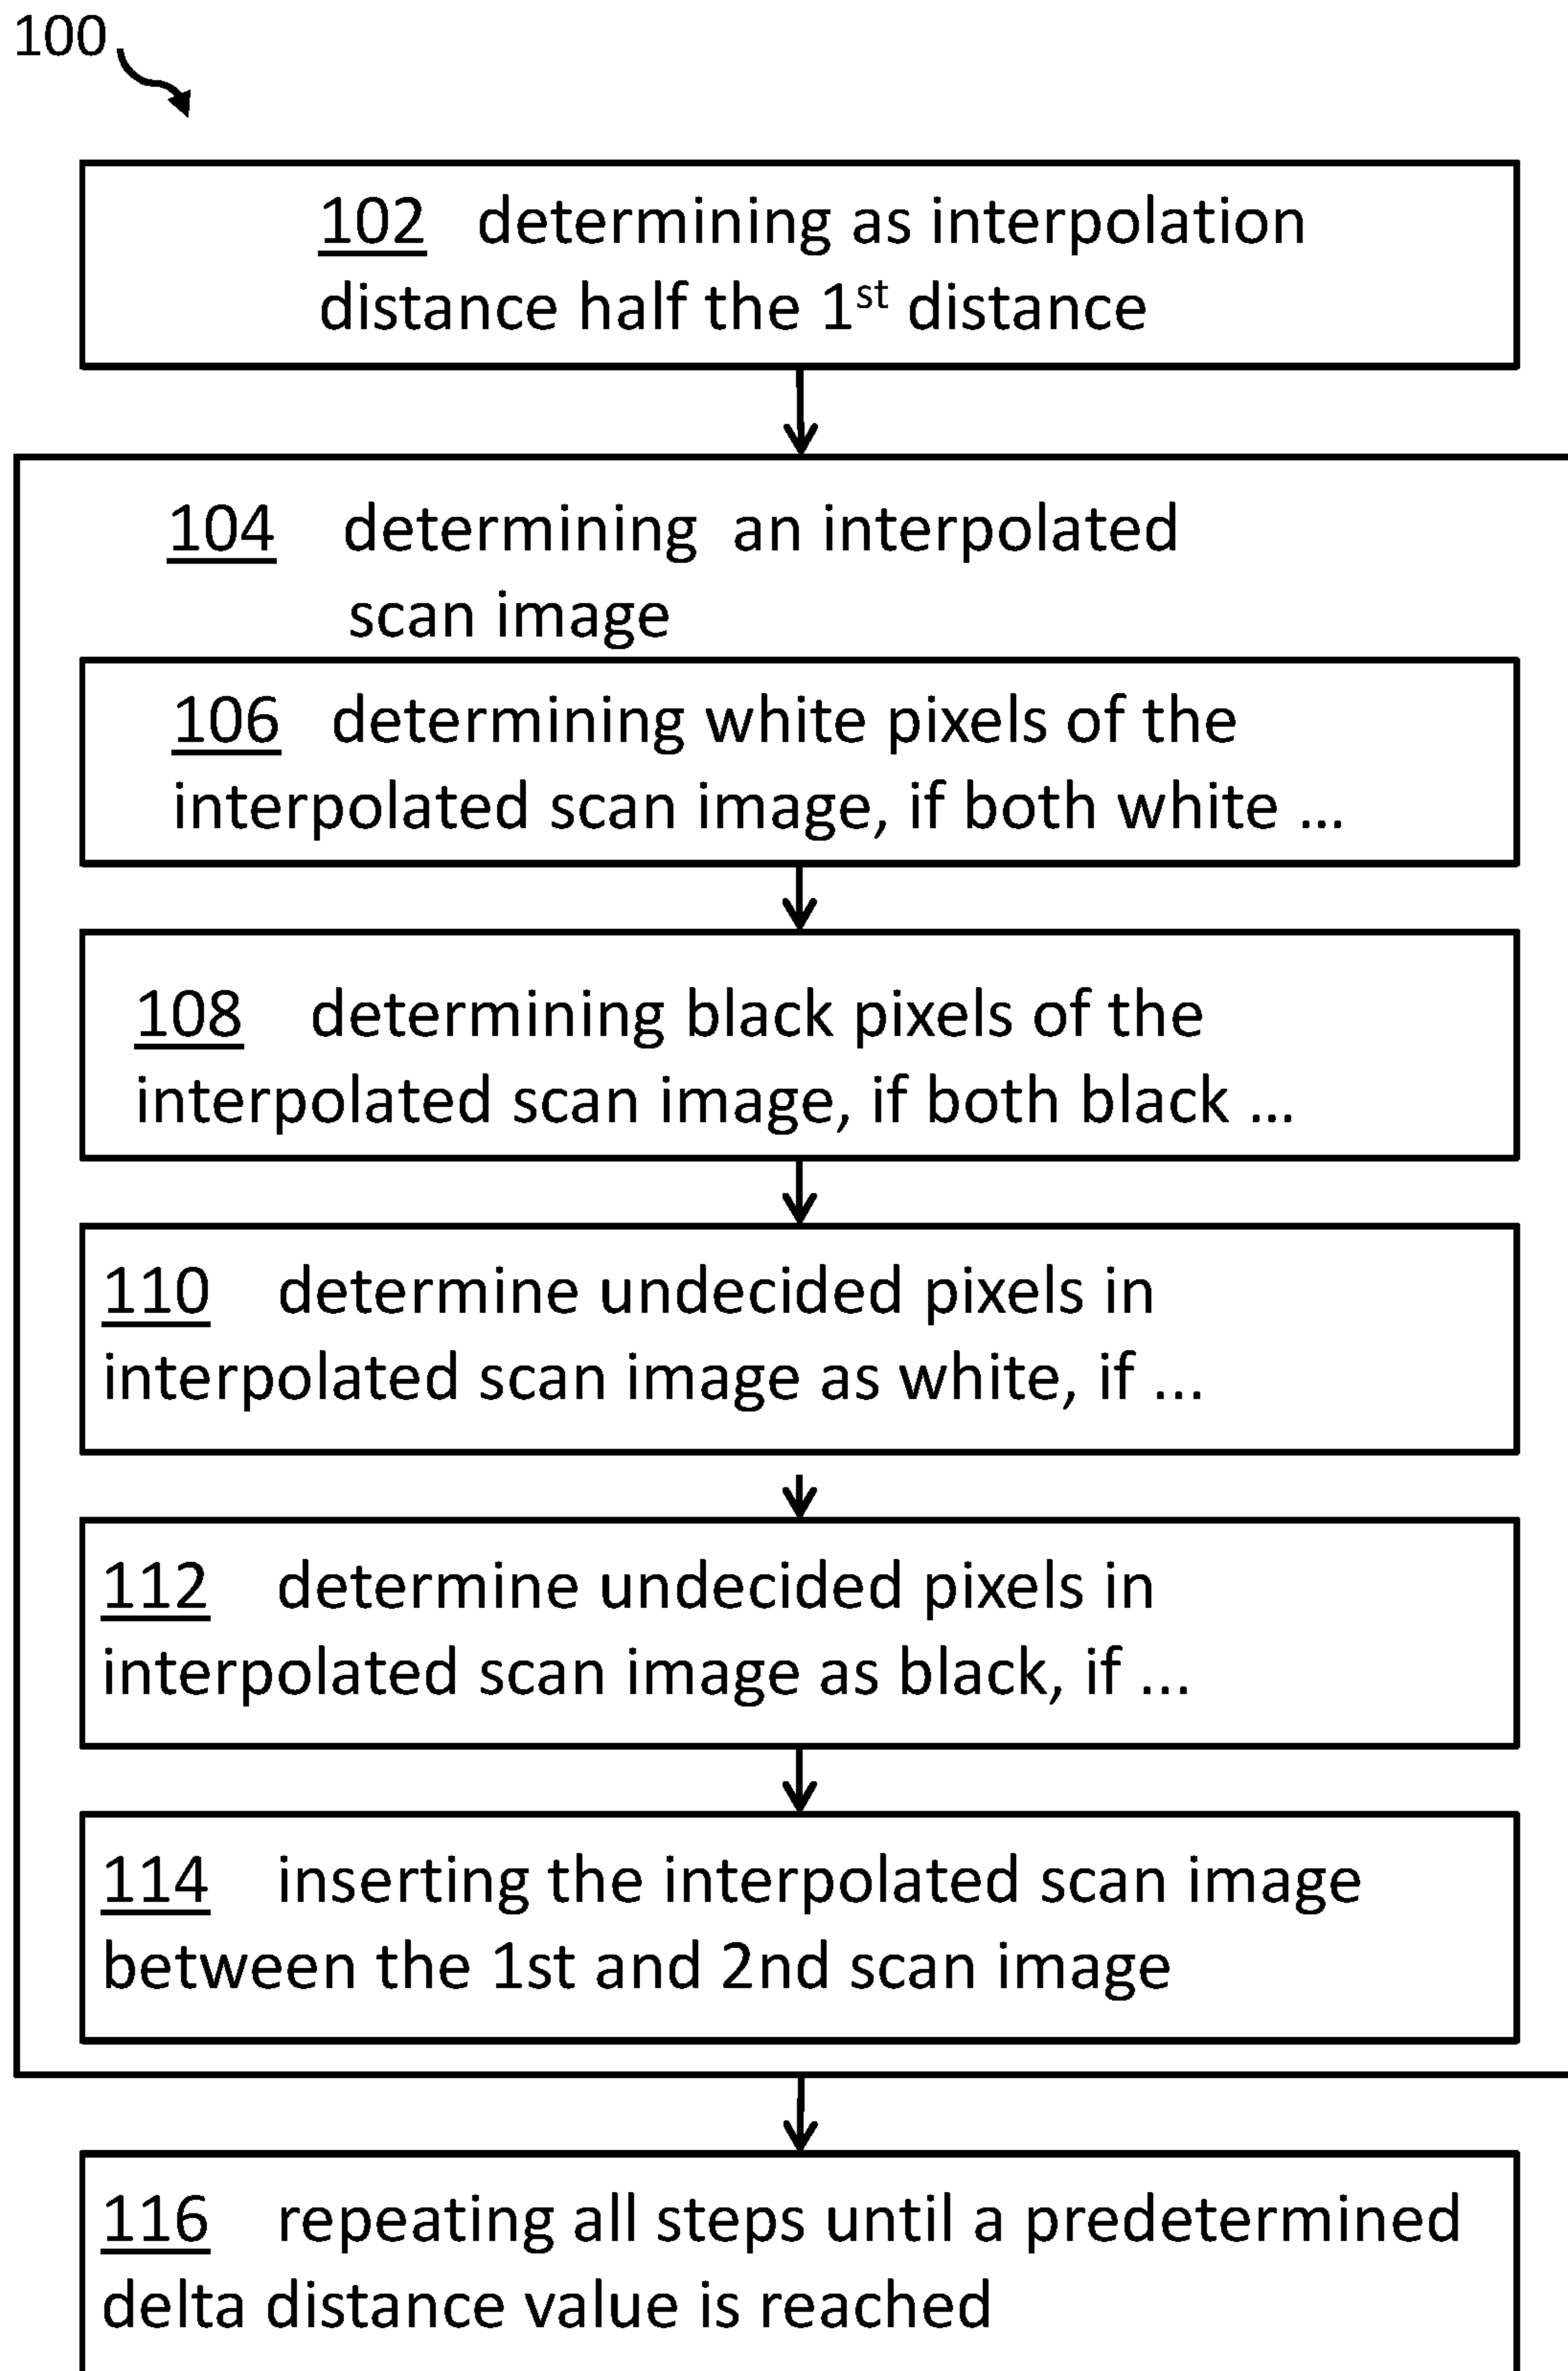 100
102 determining as interpolation
distance half the 1st distance
104 determining an interpolated
scan image
106 determining white pixels of the
interpolated scan image, if both white ...
108 determining black pixels of the
interpolated scan image, if both black ...
110 determine undecided pixels in
interpolated scan image as white, if ...
112 determine undecided pixels in
interpolated scan image as black, if ...
114 inserting the interpolated scan image
between the 1st and 2nd scan image
116 repeating all steps until a predetermined
delta distance value is reached